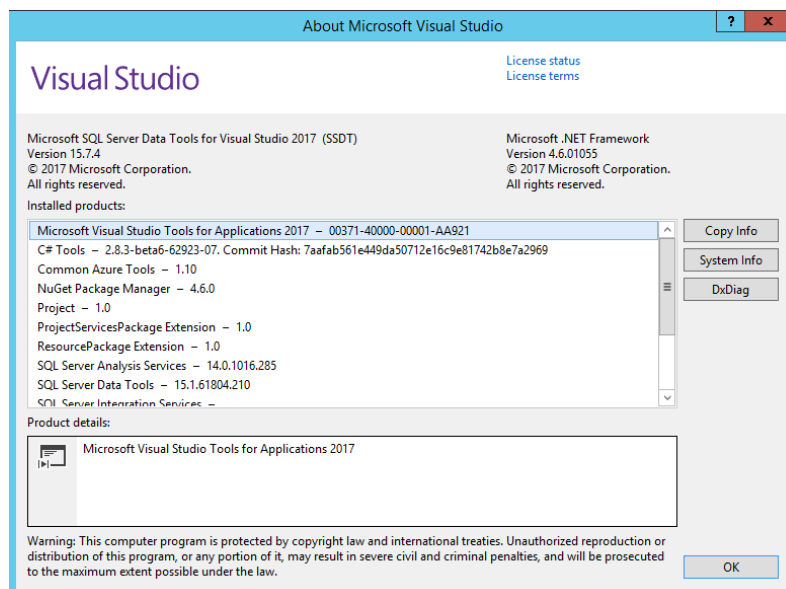 About Microsoft Visual Studio
?
x
Visual Studio
License status
License terms
Microsoft SQL Server Data Tools for Visual Studio 2017 (SSDT)
Version 15.7.4
© 2017 Microsoft Corporation.
All rights reserved.
Microsoft .NET Framework
Version 4.6.01055
© 2017 Microsoft Corporation.
All rights reserved.
Installed products:
Microsoft Visual Studio Tools for Applications 2017 – 00371-40000-00001-AA921
C# Tools – 2.8.3-beta6-62923-07. Commit Hash: 7aafab561e449da50712e16c9e81742b8e7a2969
Common Azure Tools – 1.10
NuGet Package Manager – 4.6.0
Project – 1.0
ProjectServicesPackage Extension – 1.0
ResourcePackage Extension – 1.0
SQL Server Analysis Services – 14.0.1016.285
SQL Server Data Tools – 15.1.61804.210
SQL Server Integration Services –
Copy Info
System Info
DxDiag
Product details:
Microsoft Visual Studio Tools for Applications 2017
Warning: This computer program is protected by copyright law and international treaties. Unauthorized reproduction or
distribution of this program, or any portion of it, may result in severe civil and criminal penalties, and will be prosecuted
to the maximum extent possible under the law.
OK